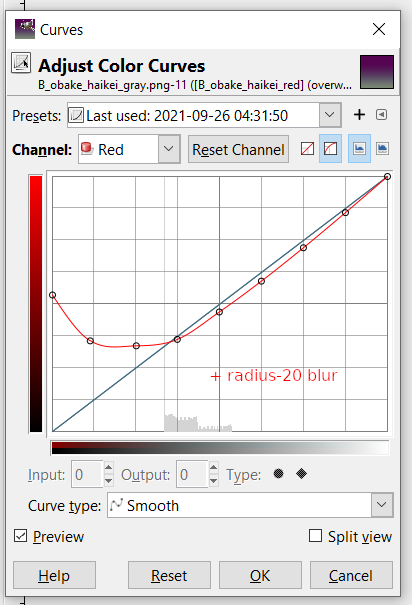 Curves
Adjust Color Curves
B_obake_haikei_gray.png-11 ([B_obake_haikei_red] (overw...
Presets: Last used: 2021-09-26 04:31:50
Channel: Red Reset Channel
+ radius-20 blur
Input: 0 Output: 0 Type:
Curve type: Smooth
Preview Split view
Help Reset OK Cancel